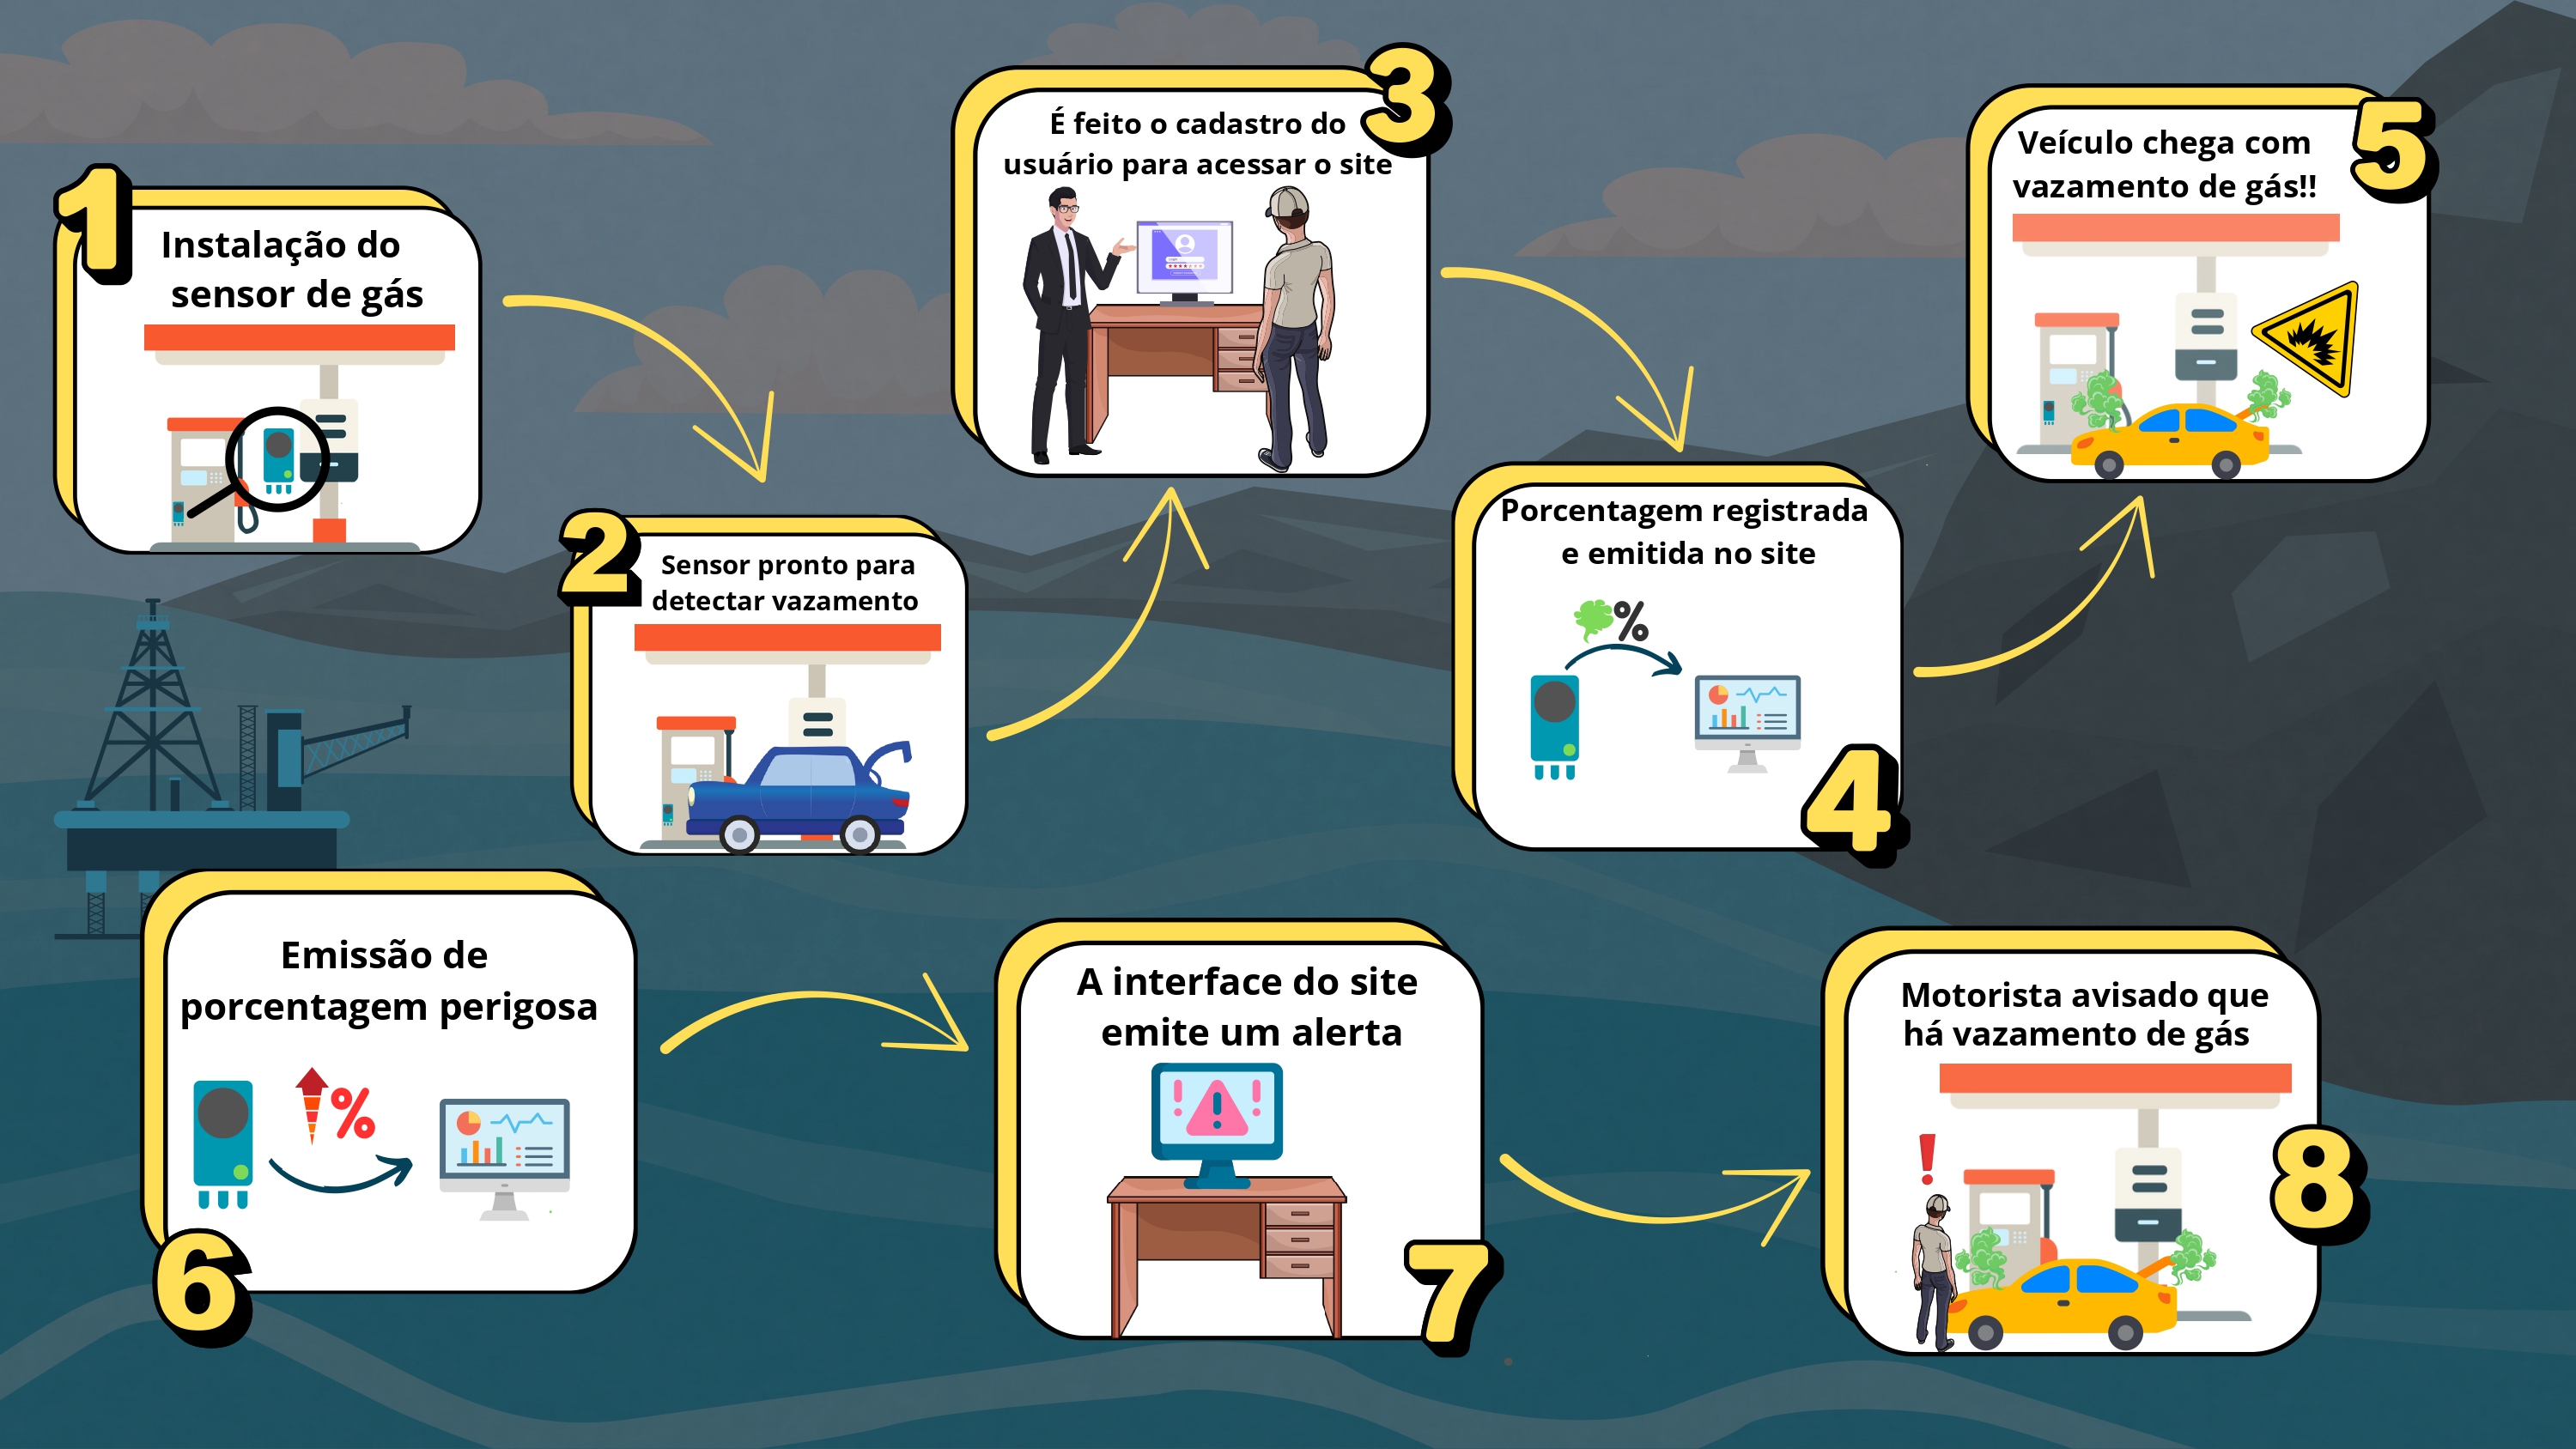 1
Instalação do
sensor de gás
2
Sensor pronto para
detectar vazamento
3
É feito o cadastro do
usuário para acessar o site
4
Porcentagem registrada
e emitida no site
%
5
Veículo chega com
vazamento de gás!!
6
Emissão de
porcentagem perigosa
%
7
A interface do site
emite um alerta
! ! !
8
Motorista avisado que
há vazamento de gás
!